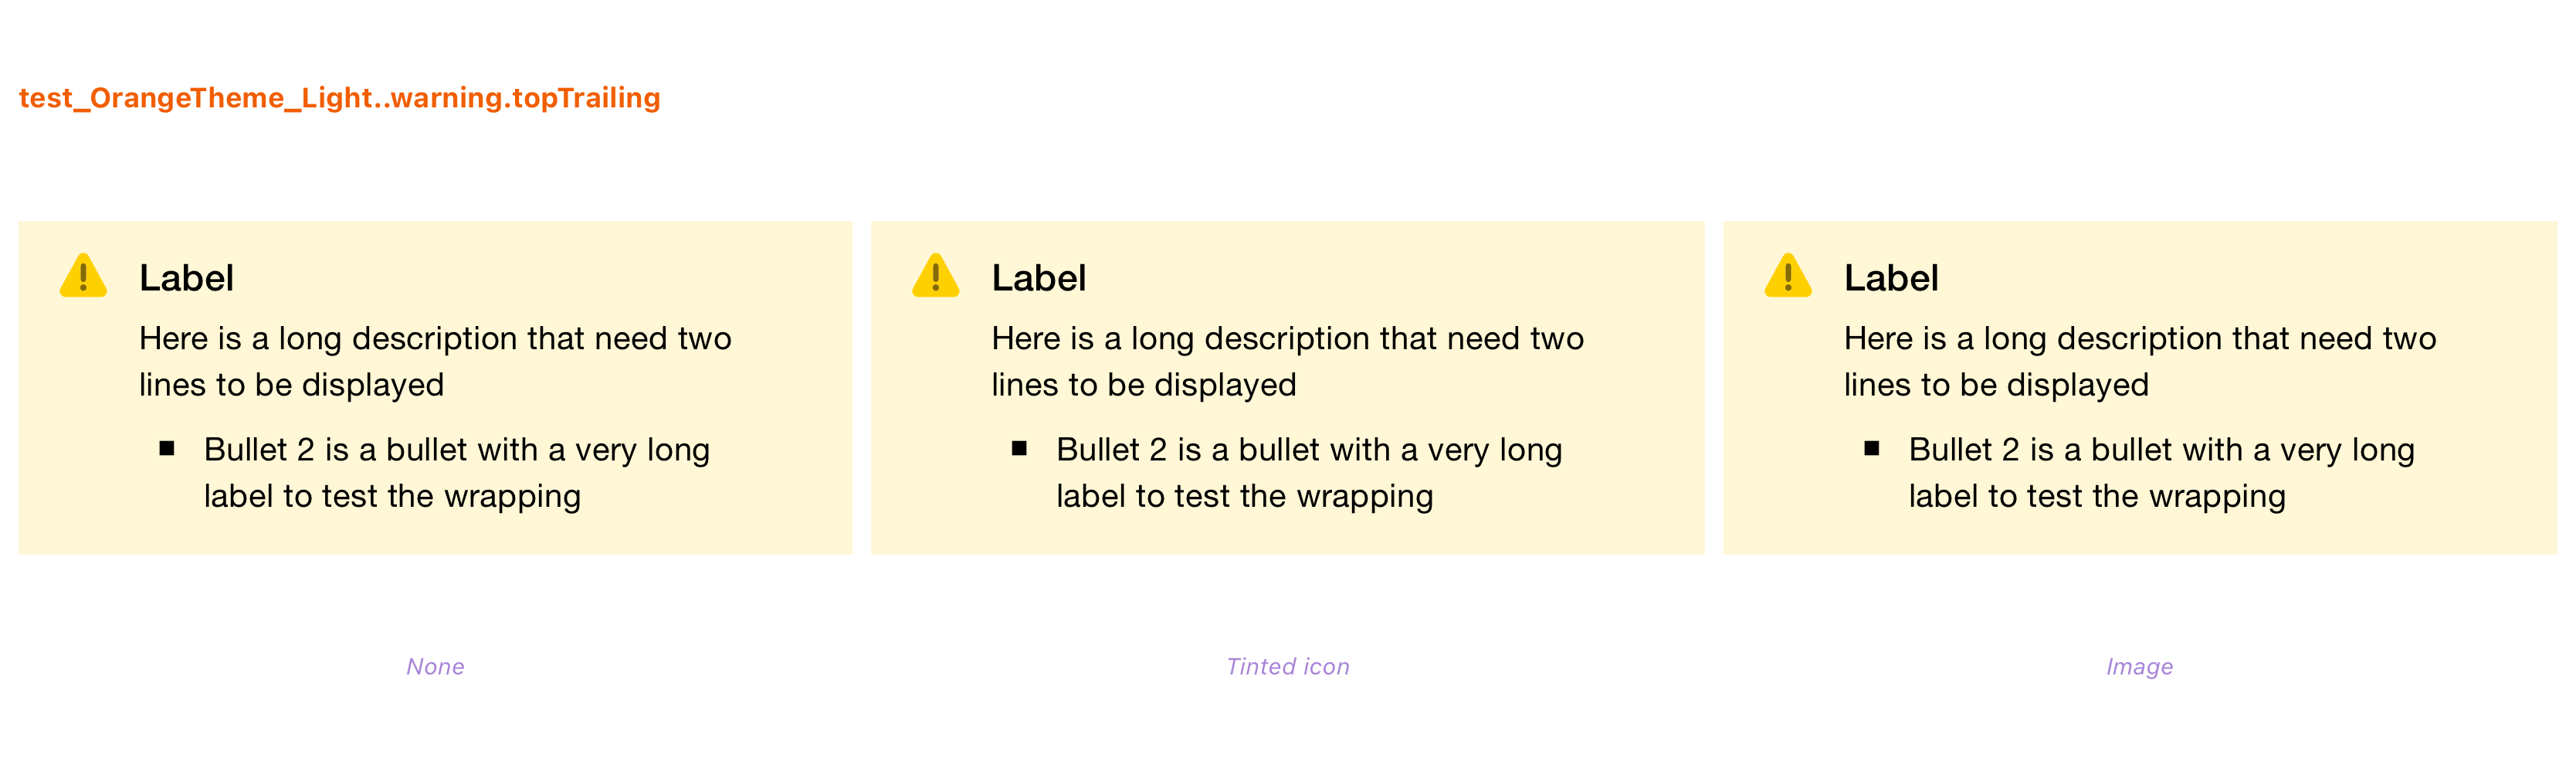 test_OrangeTheme_Light..warning.topTrailing
Label
Here is a long description that need two
lines to be displayed
■ Bullet 2 is a bullet with a very long
label to test the wrapping
Label
Here is a long description that need two
lines to be displayed
■ Bullet 2 is a bullet with a very long
label to test the wrapping
Label
Here is a long description that need two
lines to be displayed
■ Bullet 2 is a bullet with a very long
label to test the wrapping
None
Tinted icon
Image